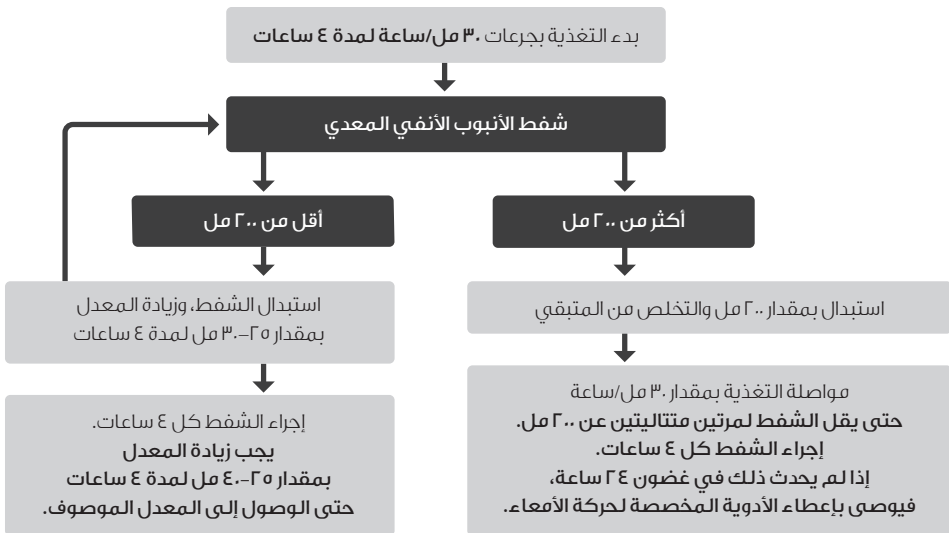 بدء التغذية بجرعات ٣٠ مل/ساعة لمدة ٤ ساعات
شفط الأنبوب الأنفي المعدي
أكثر من ٢٠٠ مل
استبدال بمقدار ٢٠٠ مل والتخلص من المتبقي
مواصلة التغذية بمقدار ٣٠ مل/ساعة
حتى يقل الشفط لمرتين متتاليتين عن ٢٠٠ مل.
إجراء الشفط كل ٤ ساعات.
إذا لم يحدث ذلك في غضون ٢٤ ساعة،
فيوصى بإعطاء الأدوية المخصصة لحركة الأمعاء.
أقل من ٢٠٠ مل
استبدال الشفط، وزيادة المعدل
بمقدار ٢٥-٣٠ مل لمدة ٤ ساعات
إجراء الشفط كل ٤ ساعات.
يجب زيادة المعدل
بمقدار ٢٥-٤٠ مل لمدة ٤ ساعات
حتى الوصول إلى المعدل الموصوف.